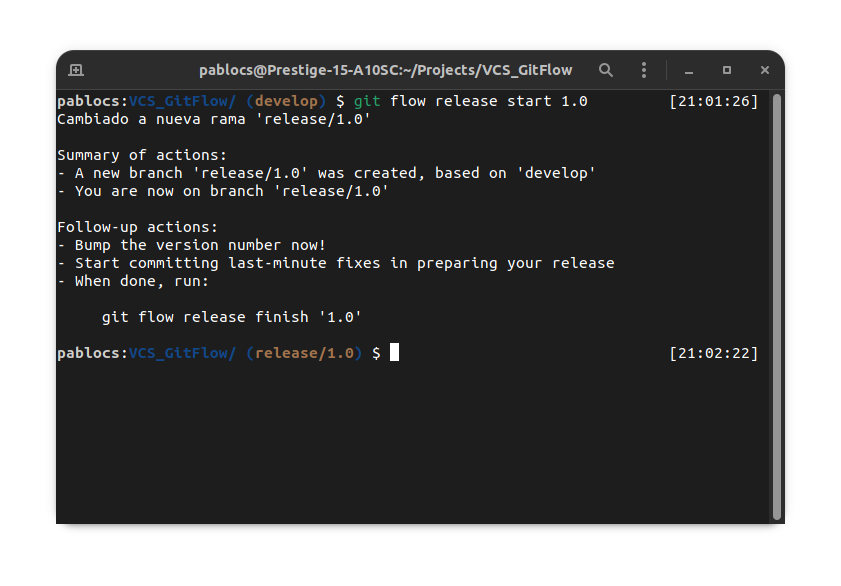 pablocs@Prestige-15-A10SC:~/Projects/VCS_GitFlow
pablocs:VCS_GitFlow/ (develop) $ git flow release start 1.0 [21:01:26]
Cambiado a nueva rama 'release/1.0'
Summary of actions:
- A new branch 'release/1.0' was created, based on 'develop'
- You are now on branch 'release/1.0'
Follow-up actions:
- Bump the version number now!
- Start committing last-minute fixes in preparing your release
- When done, run:
git flow release finish '1.0'
pablocs:VCS_GitFlow/ (release/1.0) $ [21:02:22]